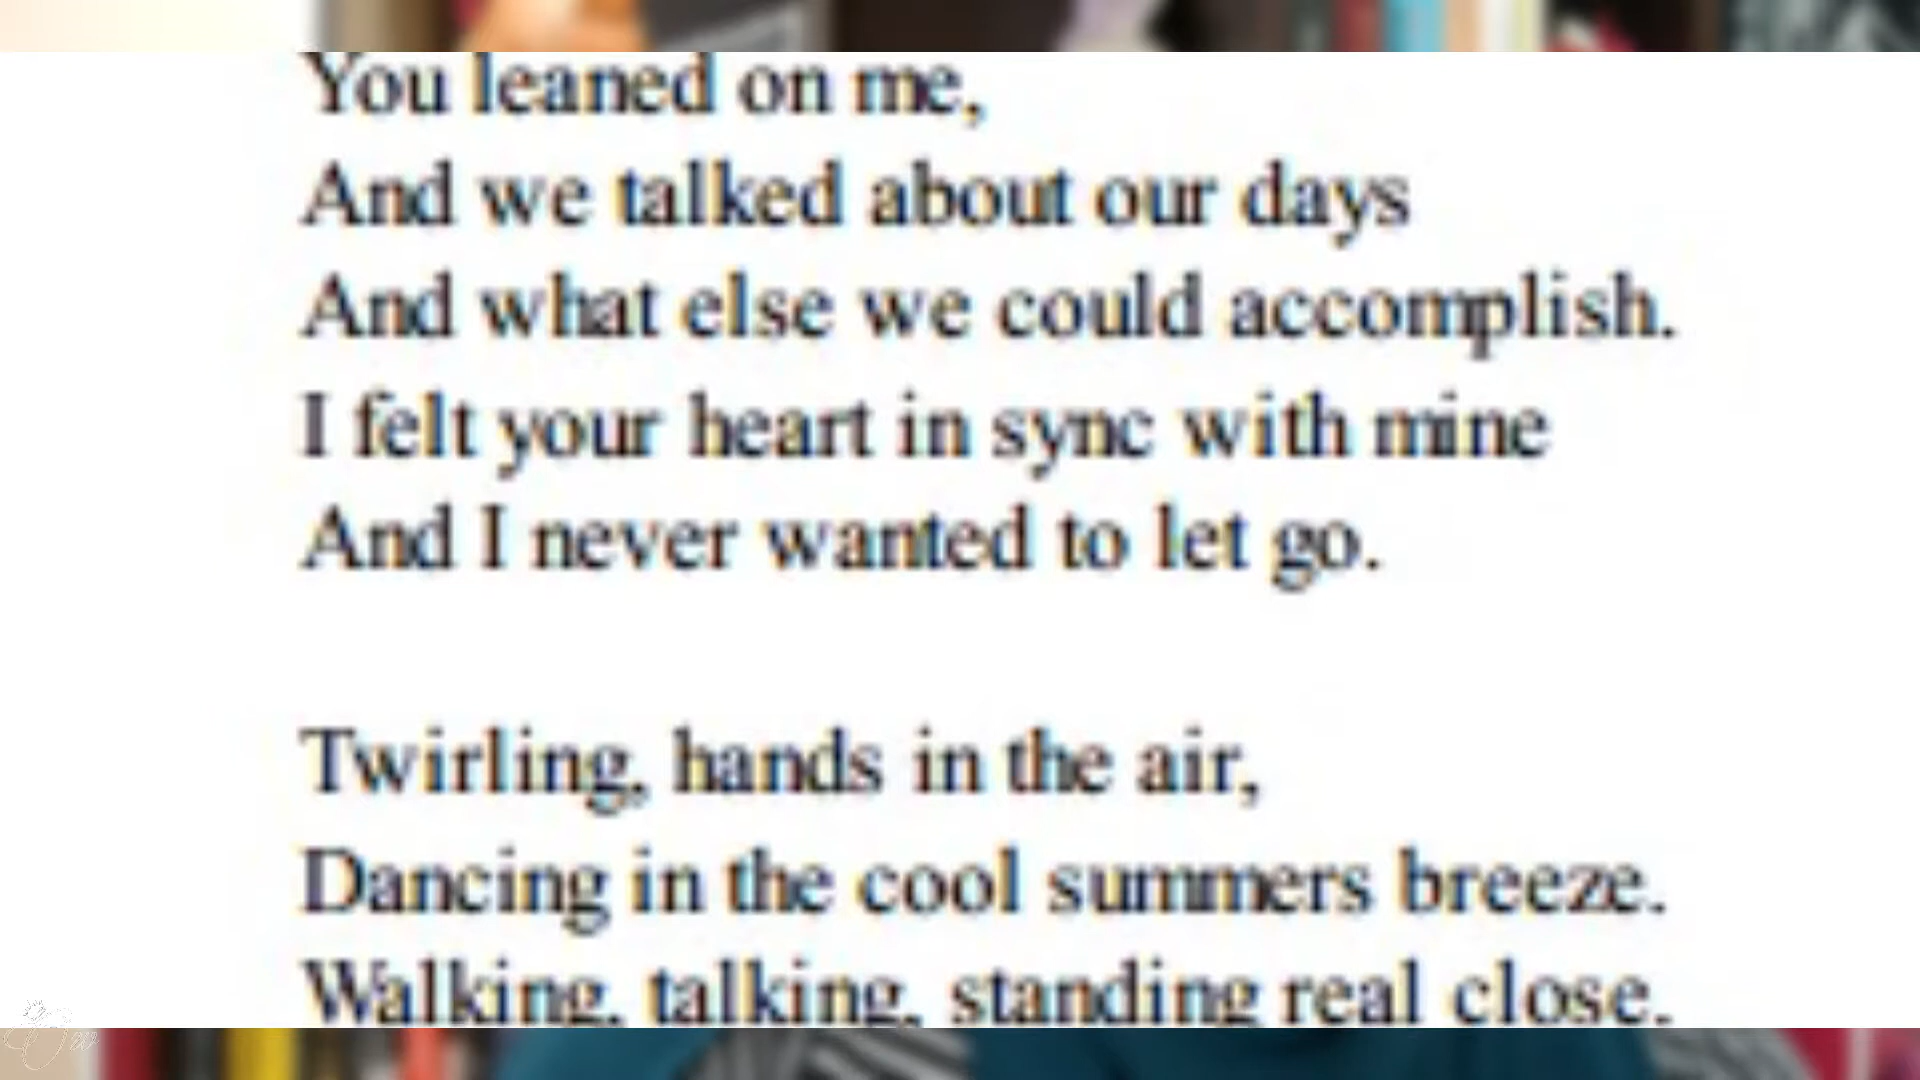 You leaned on me,
And we talked about our days
And what else we could accomplish.
I felt your heart in sync with mine
And I never wanted to let go.
Twirling, hands in the air,
Dancing in the cool summers breeze.
Walking, talking, standing real close.